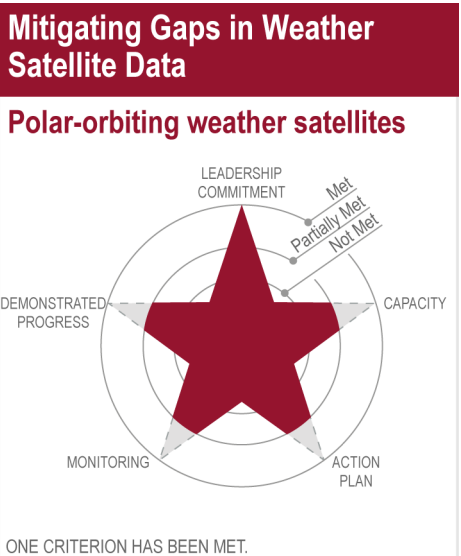 Mitigating Gaps in Weather
Satellite Data
Polar-orbiting weather satellites
LEADERSHIP
COMMITMENT
Met
Partially Met
Not Met
DEMONSTRATED
PROGRESS
CAPACITY
MONITORING
ACTION
PLAN
ONE CRITERION HAS BEEN MET.